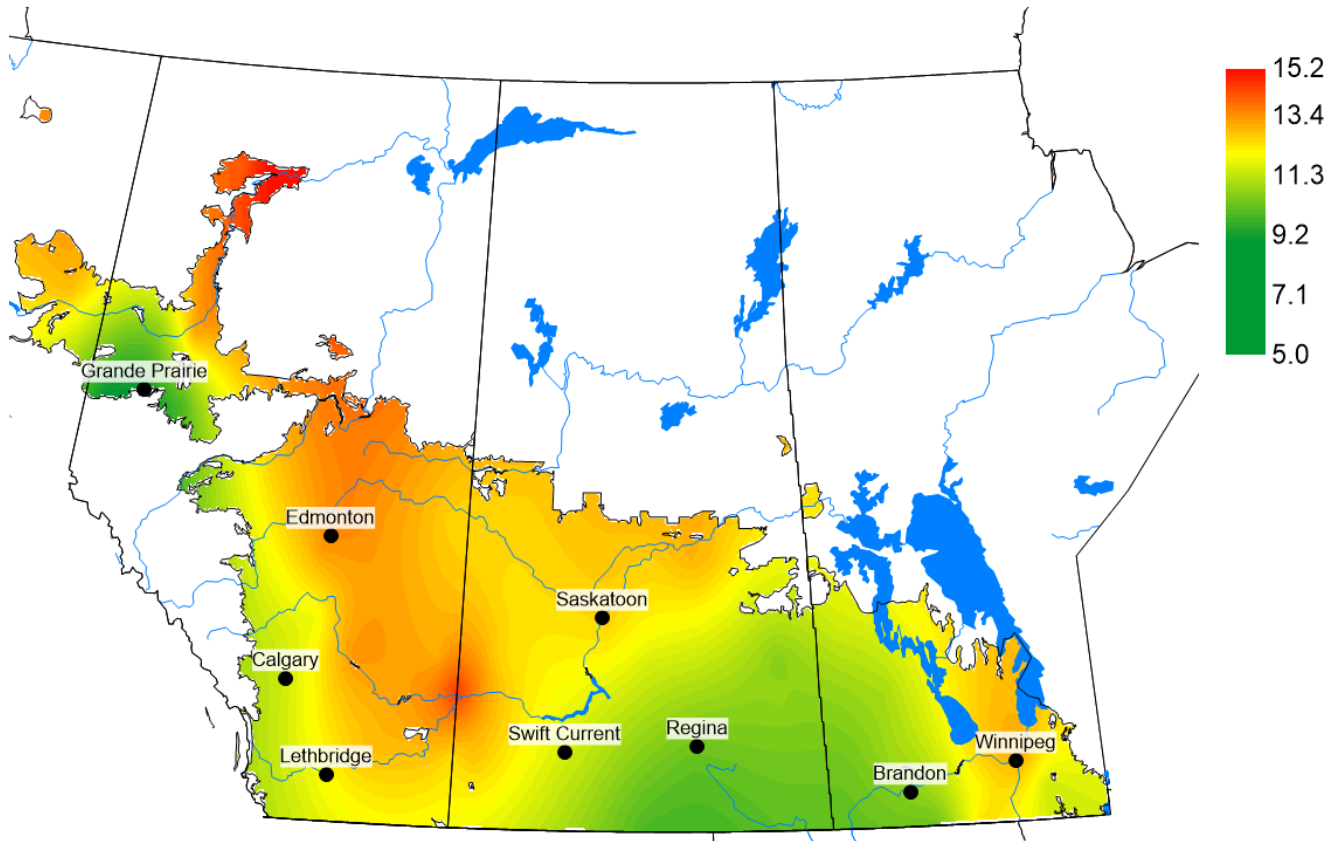 15.2
13.4
11.3
9.2
7.1
5.0
Grande Prairie
Edmonton
Saskatoon
Calgary
Swift Current
Regina
Winnipeg
Lethbridge
Brandon